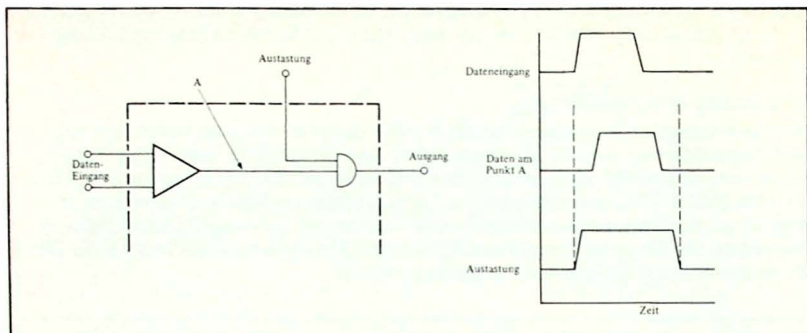 Austastung
A
Daten-
Eingang
Ausgang
Dateneingang
Daten am
Punkt A
Austastung
Zeit